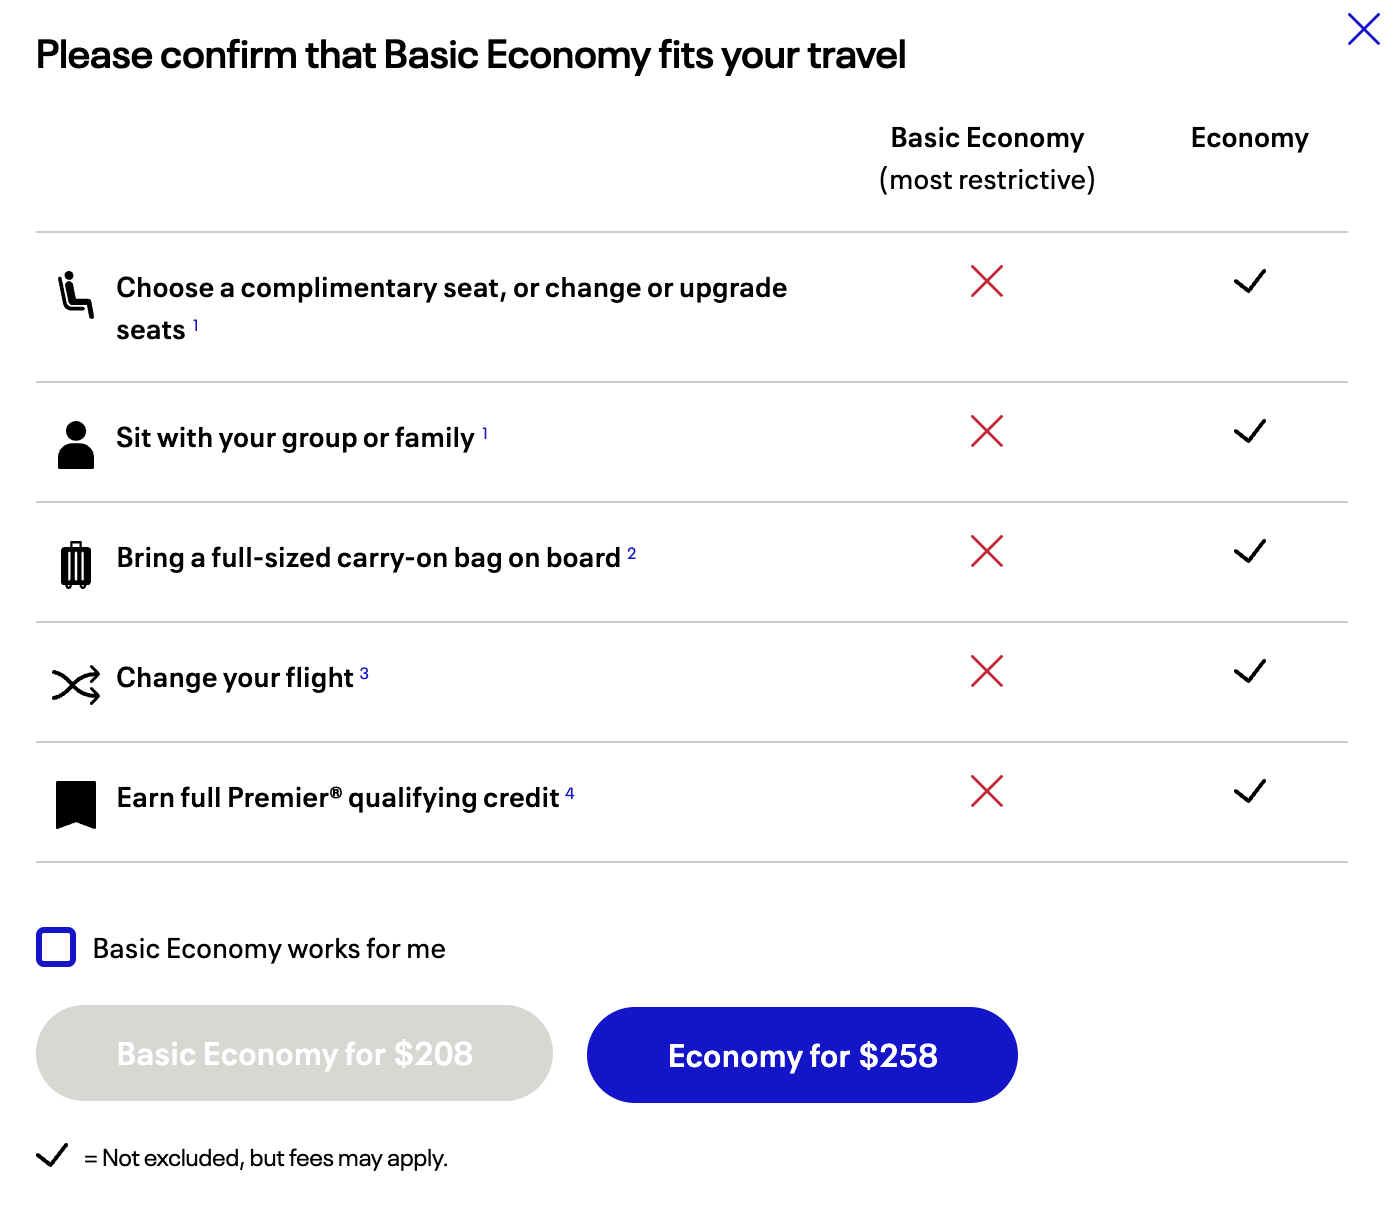 Please confirm that Basic Economy fits your travel
Basic Economy
(most restrictive)
Economy
Choose a complimentary seat, or change or upgrade
seats 1
Sit with your group or family 1
Bring a full-sized carry-on bag on board 2
Change your flight 3
Earn full Premier® qualifying credit 4
Basic Economy works for me
Basic Economy for $208
Economy for $258
= Not excluded, but fees may apply.